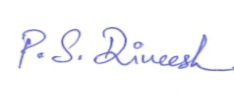 P. S. Dineesh